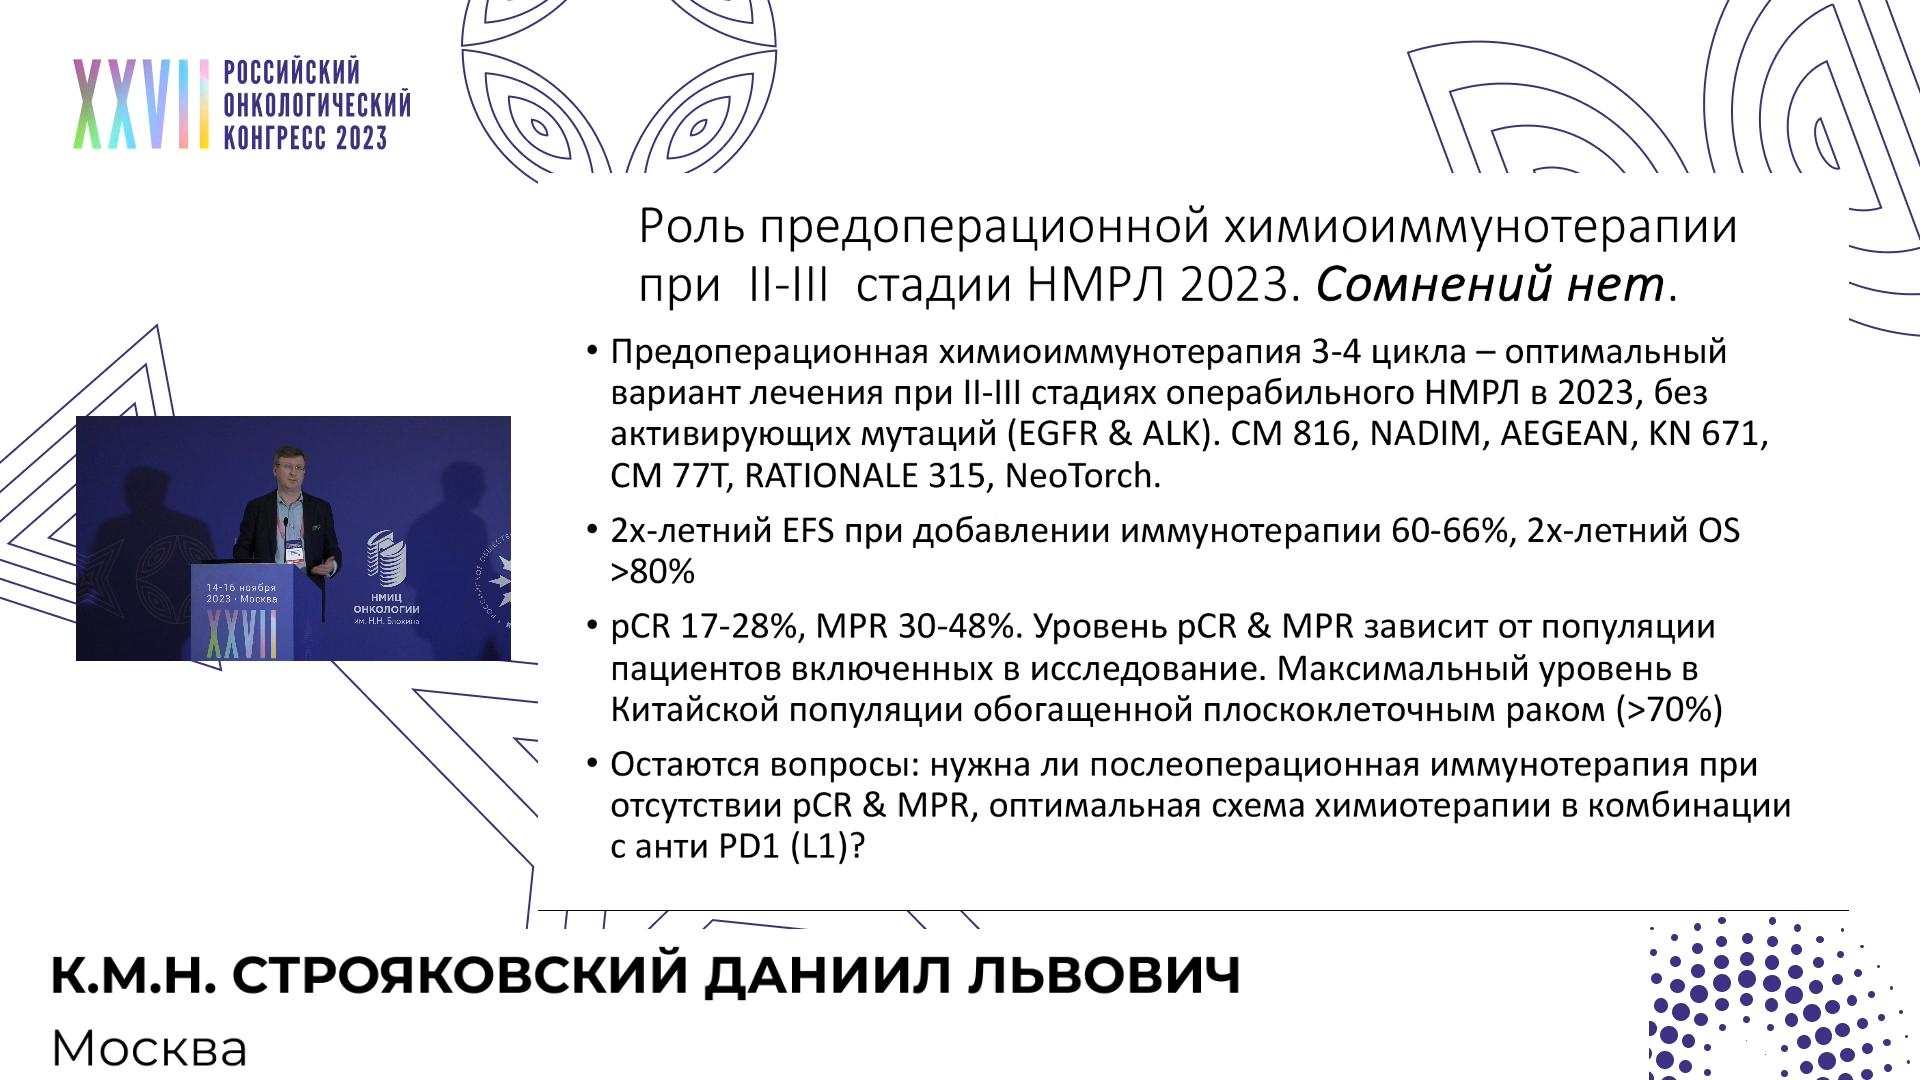 XXVII
РОССИЙСКИЙ
ОНКОЛОГИЧЕСКИЙ
КОНГРЕСС 2023
Роль предоперационной химиоиммунотерапии
при II-III стадии НМРЛ 2023. Сомнений нет.
• Предоперационная химиоиммунотерапия 3-4 цикла – оптимальный
вариант лечения при II-III стадиях операбильного НМРЛ в 2023, без
активирующих мутаций (EGFR & ALK). CM 816, NADIM, AEGEAN, KN 671,
CM 77T, RATIONALE 315, NeoTorch.
• 2х-летний EFS при добавлении иммунотерапии 60-66%, 2х-летний OS
>80%
• pCR 17-28%, MPR 30-48%. Уровень pCR & MPR зависит от популяции
пациентов включенных в исследование. Максимальный уровень в
Китайской популяции обогащенной плоскоклеточным раком (>70%)
• Остаются вопросы: нужна ли послеоперационная иммунотерапия при
отсутствии pCR & MPR, оптимальная схема химиотерапии в комбинации
с анти PD1 (L1)?
14-16 ноября
2023 • Москва
XXVII
НМИЦ
ОНКОЛОГИИ
им. Н.Н. Блохина
К.М.Н. СТРОЯКОВСКИЙ ДАНИИЛ ЛЬВОВИЧ
Москва